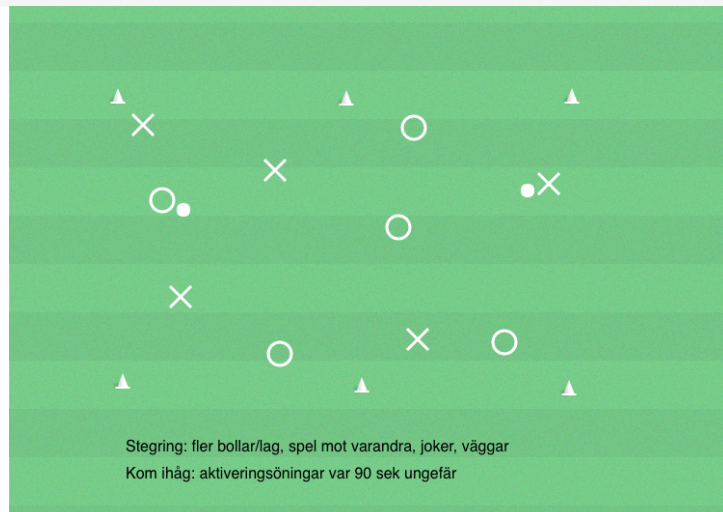 Stegring: fler bollar/lag, spel mot varandra, joker, väggar
Kom ihåg: aktiveringsöningar var 90 sek ungefär